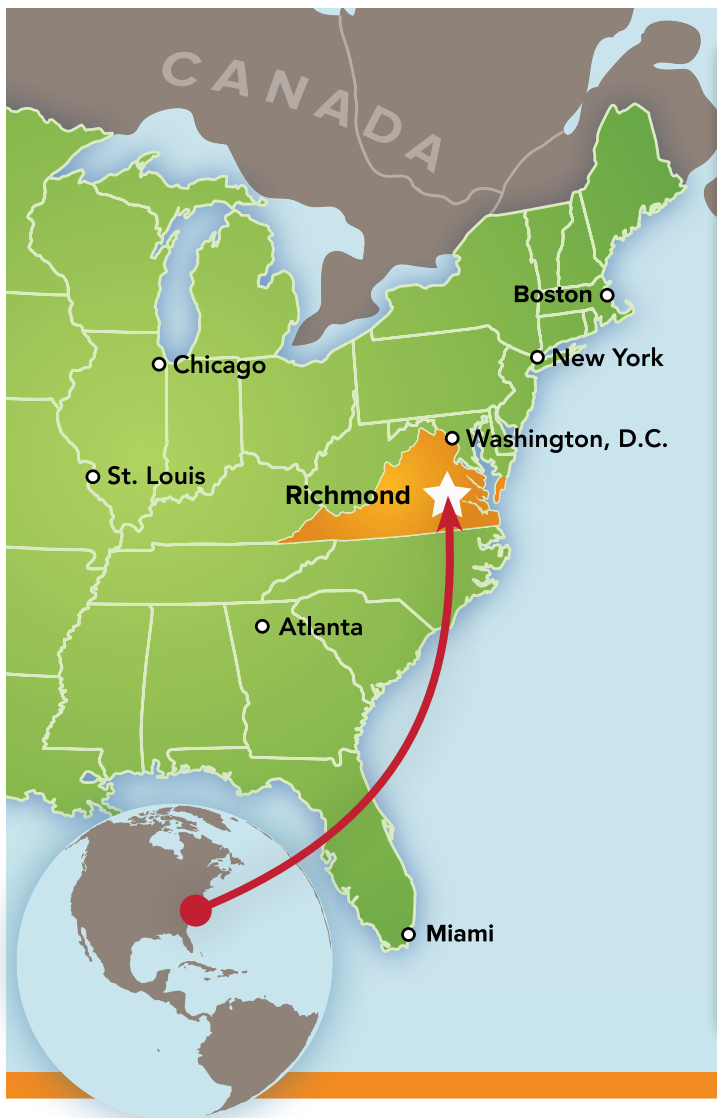 CANADA
Boston
New York
Chicago
Washington, D.C.
St. Louis
Richmond
Atlanta
Miami